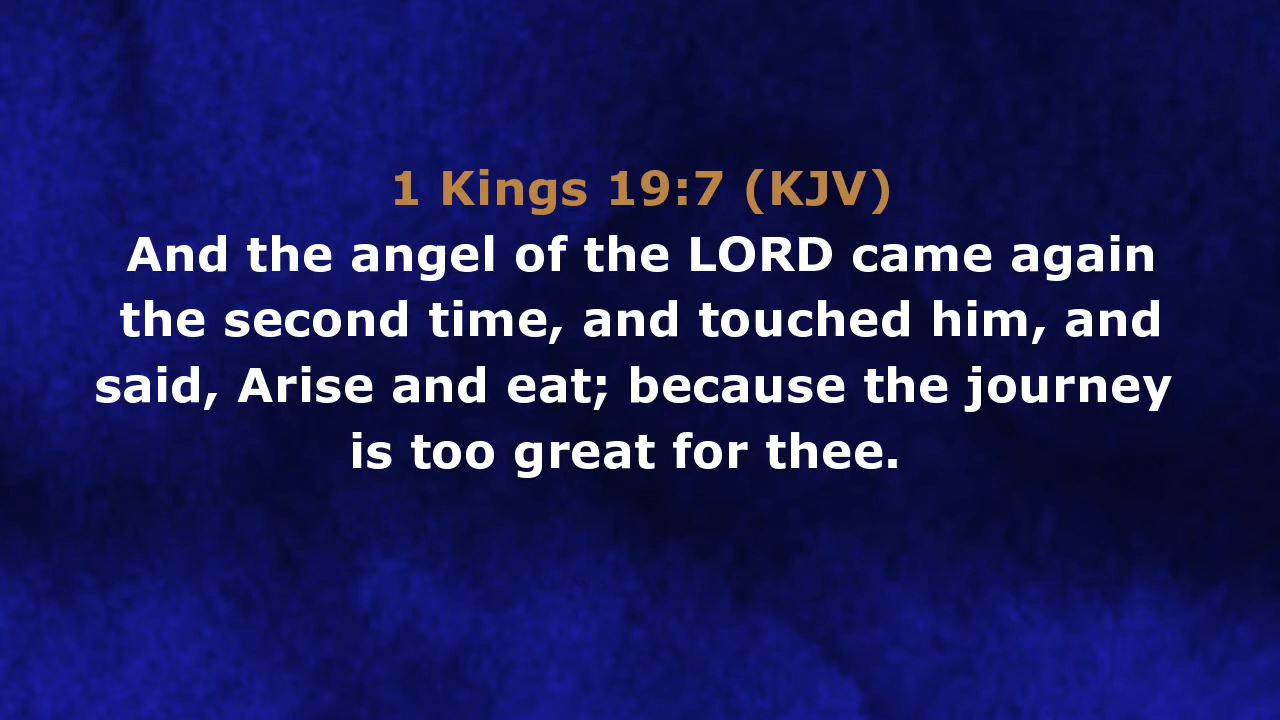 1 Kings 19:7 (KJV)
And the angel of the LORD came again
the second time, and touched him, and
said, Arise and eat; because the journey
is too great for thee.